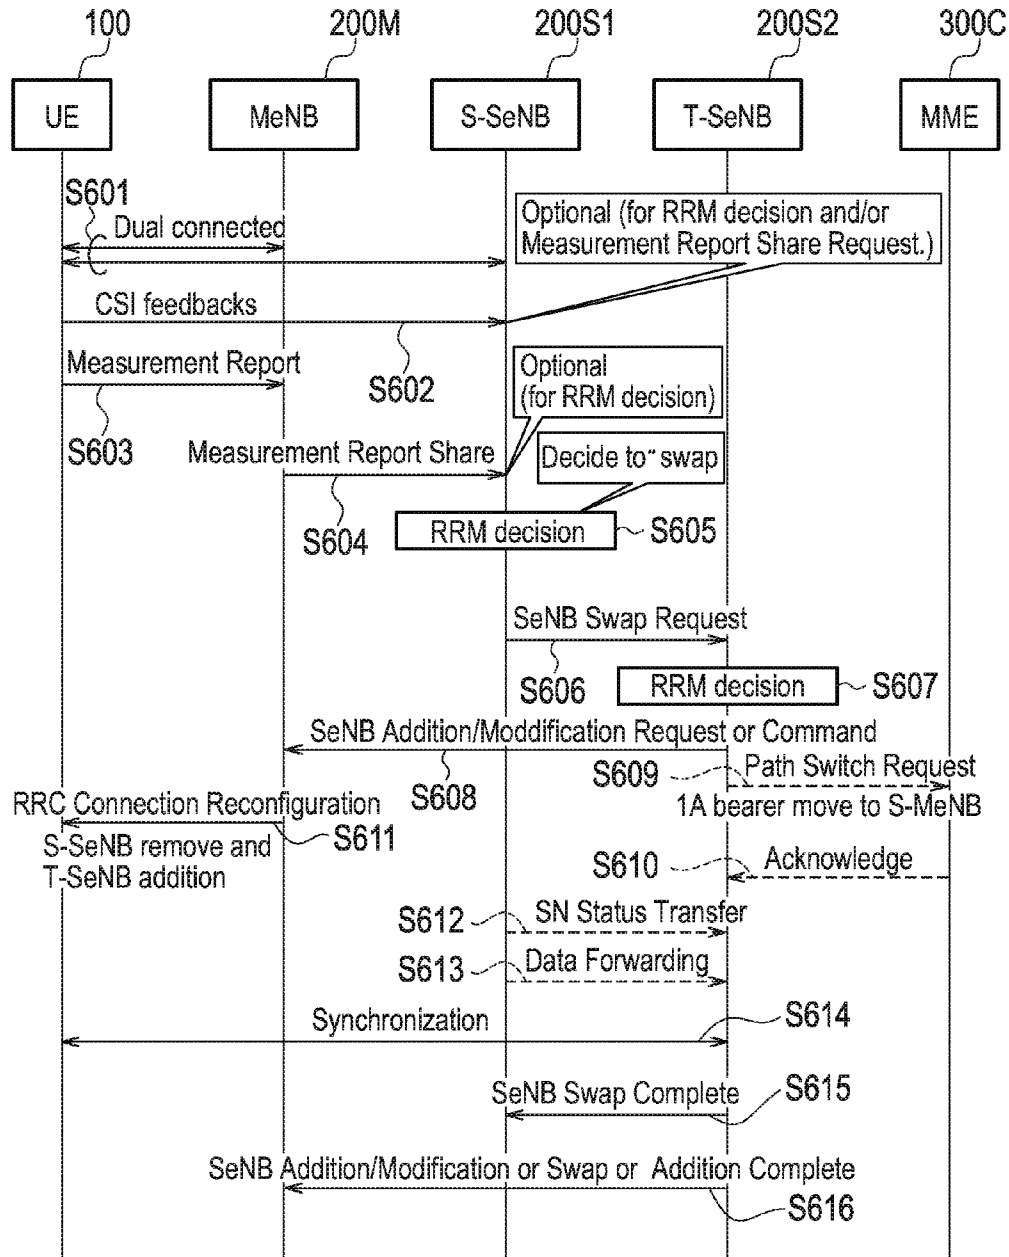 100 200M 200S1 200S2 300C
UE MeNB S-SeNB T-SeNB MME
S601
Dual connected
Optional (for RRM decision and/or
Measurement Report Share Request.)
CSI feedbacks
S602
Measurement Report
S603
Optional
(for RRM decision)
Measurement Report Share
S604
Decide to" swap
RRM decision
S605
SeNB Swap Request
S606
RRM decision
S607
SeNB Addition/Moddification Request or Command
S608
S609
Path Switch Request
1A bearer move to S-MeNB
RRC Connection Reconfiguration
S611
S-SeNB remove and
T-SeNB addition
S610
Acknowledge
S612
SN Status Transfer
S613
Data Forwarding
Synchronization
S614
SeNB Swap Complete
S615
SeNB Addition/Modification or Swap or Addition Complete
S616